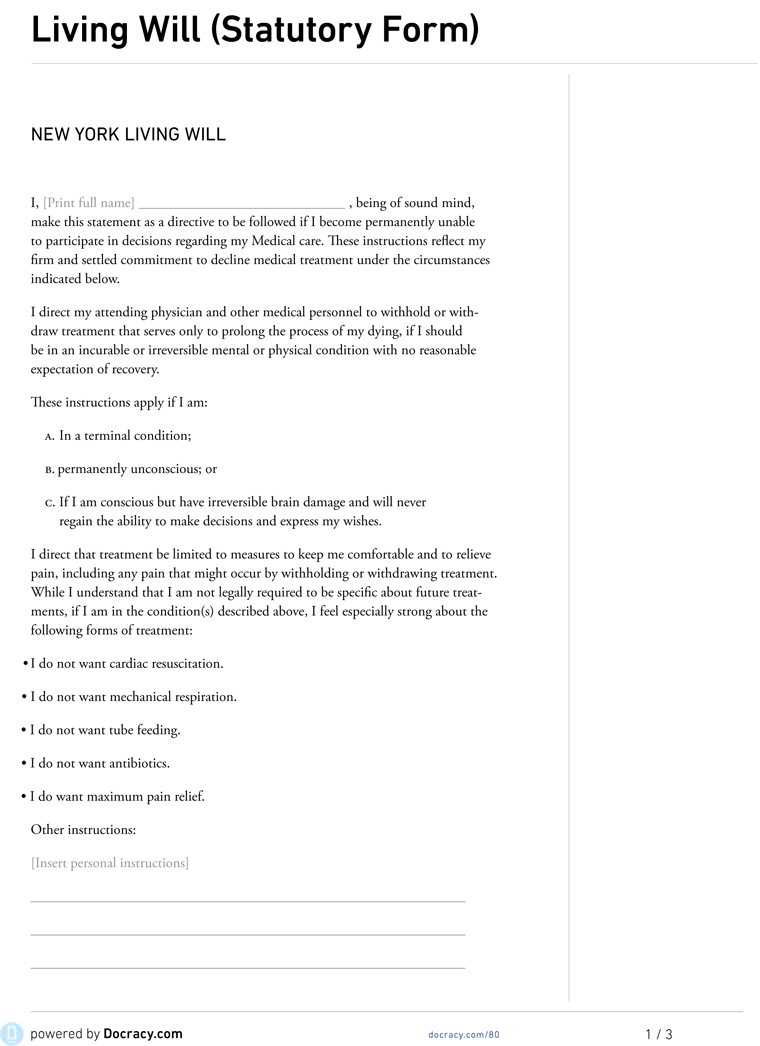 Living Will (Statutory Form)
NEW YORK LIVING WILL
I, [Print full name] ______________________________ , being of sound mind,
make this statement as a directive to be followed if I become permanently unable
to participate in decisions regarding my Medical care. These instructions reflect my
firm and settled commitment to decline medical treatment under the circumstances
indicated below.
I direct my attending physician and other medical personnel to withhold or with-
draw treatment that serves only to prolong the process of my dying, if I should
be in an incurable or irreversible mental or physical condition with no reasonable
expectation of recovery.
These instructions apply if I am:
A. In a terminal condition;
B. permanently unconscious; or
C. If I am conscious but have irreversible brain damage and will never
regain the ability to make decisions and express my wishes.
I direct that treatment be limited to measures to keep me comfortable and to relieve
pain, including any pain that might occur by withholding or withdrawing treatment.
While I understand that I am not legally required to be specific about future treat-
ments, if I am in the condition(s) described above, I feel especially strong about the
following forms of treatment:
• I do not want cardiac resuscitation.
• I do not want mechanical respiration.
• I do not want tube feeding.
• I do not want antibiotics.
• I do want maximum pain relief.
Other instructions:
[Insert personal instructions]
powered by Docracy.com docracy.com/80 1 / 3